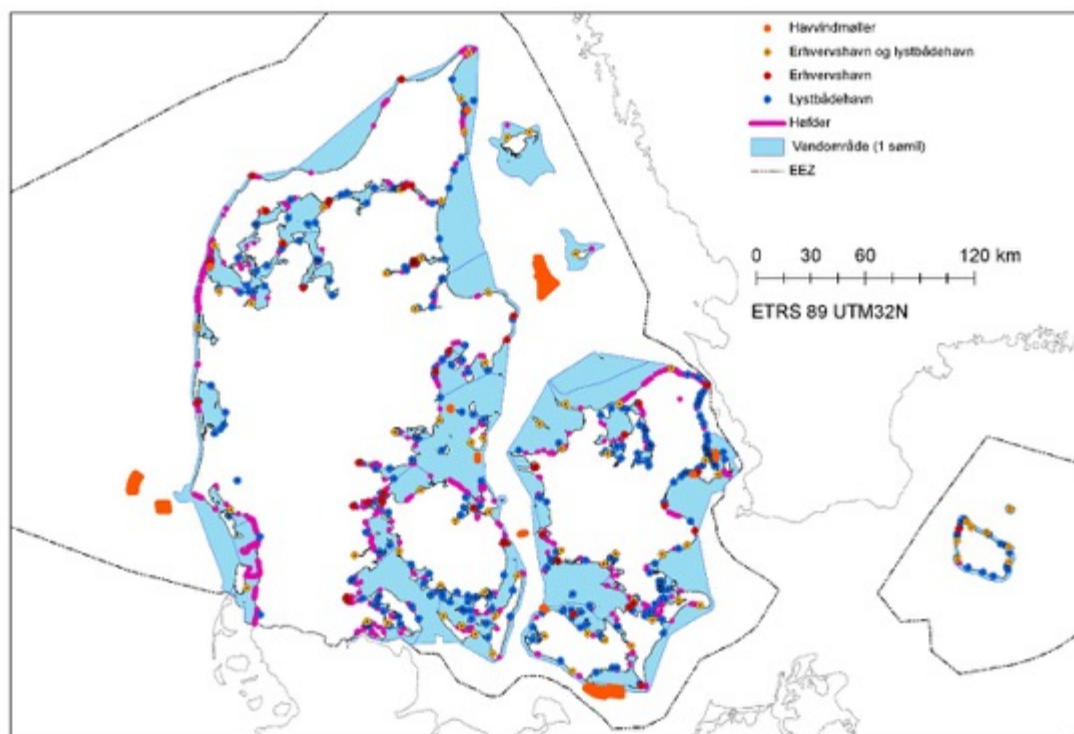 Havvindmøller
Erhvervshavn og lystbådehavn
Erhvervshavn
Lystbådehavn
Høfder
Vandområde (1 sømil)
EEZ
0 30 60 120 km
ETRS 89 UTM32N